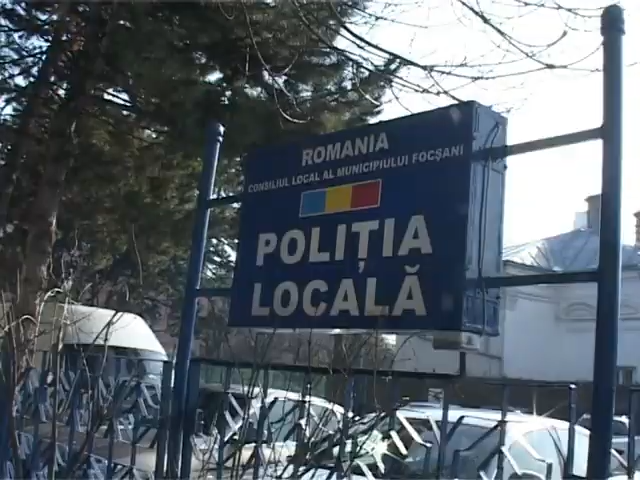 ROMANIA
CONSILIUL LOCAL AL MUNICIPIULUI FOCȘANI
POLIȚIA
LOCALĂ